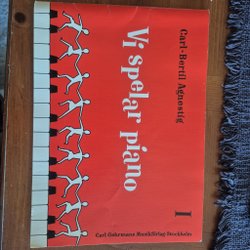 Carl-Bertil Agnestig
Vi spelar piano
I
Carl Gehrmans Musikförlag Stockholm